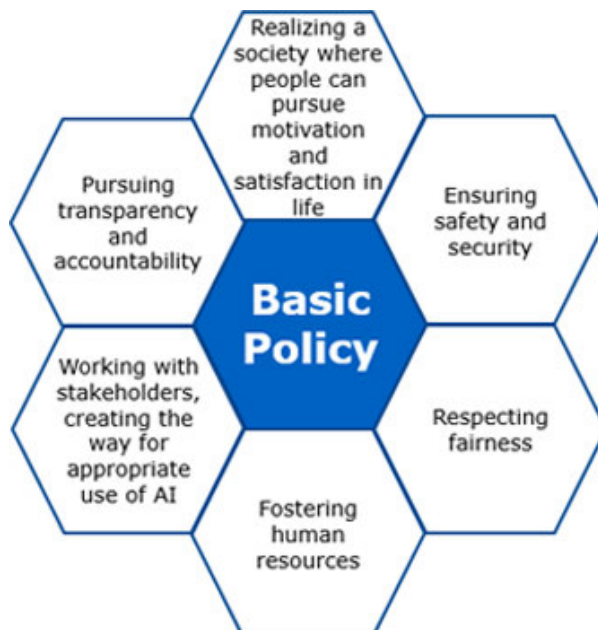 Realizing a
society where
people can
pursue
motivation
and
satisfaction in
life
Ensuring
safety and
security
Respecting
fairness
Fostering
human
resources
Working with
stakeholders,
creating the
way for
appropriate
use of AI
Pursuing
transparency
and
accountability
Basic
Policy